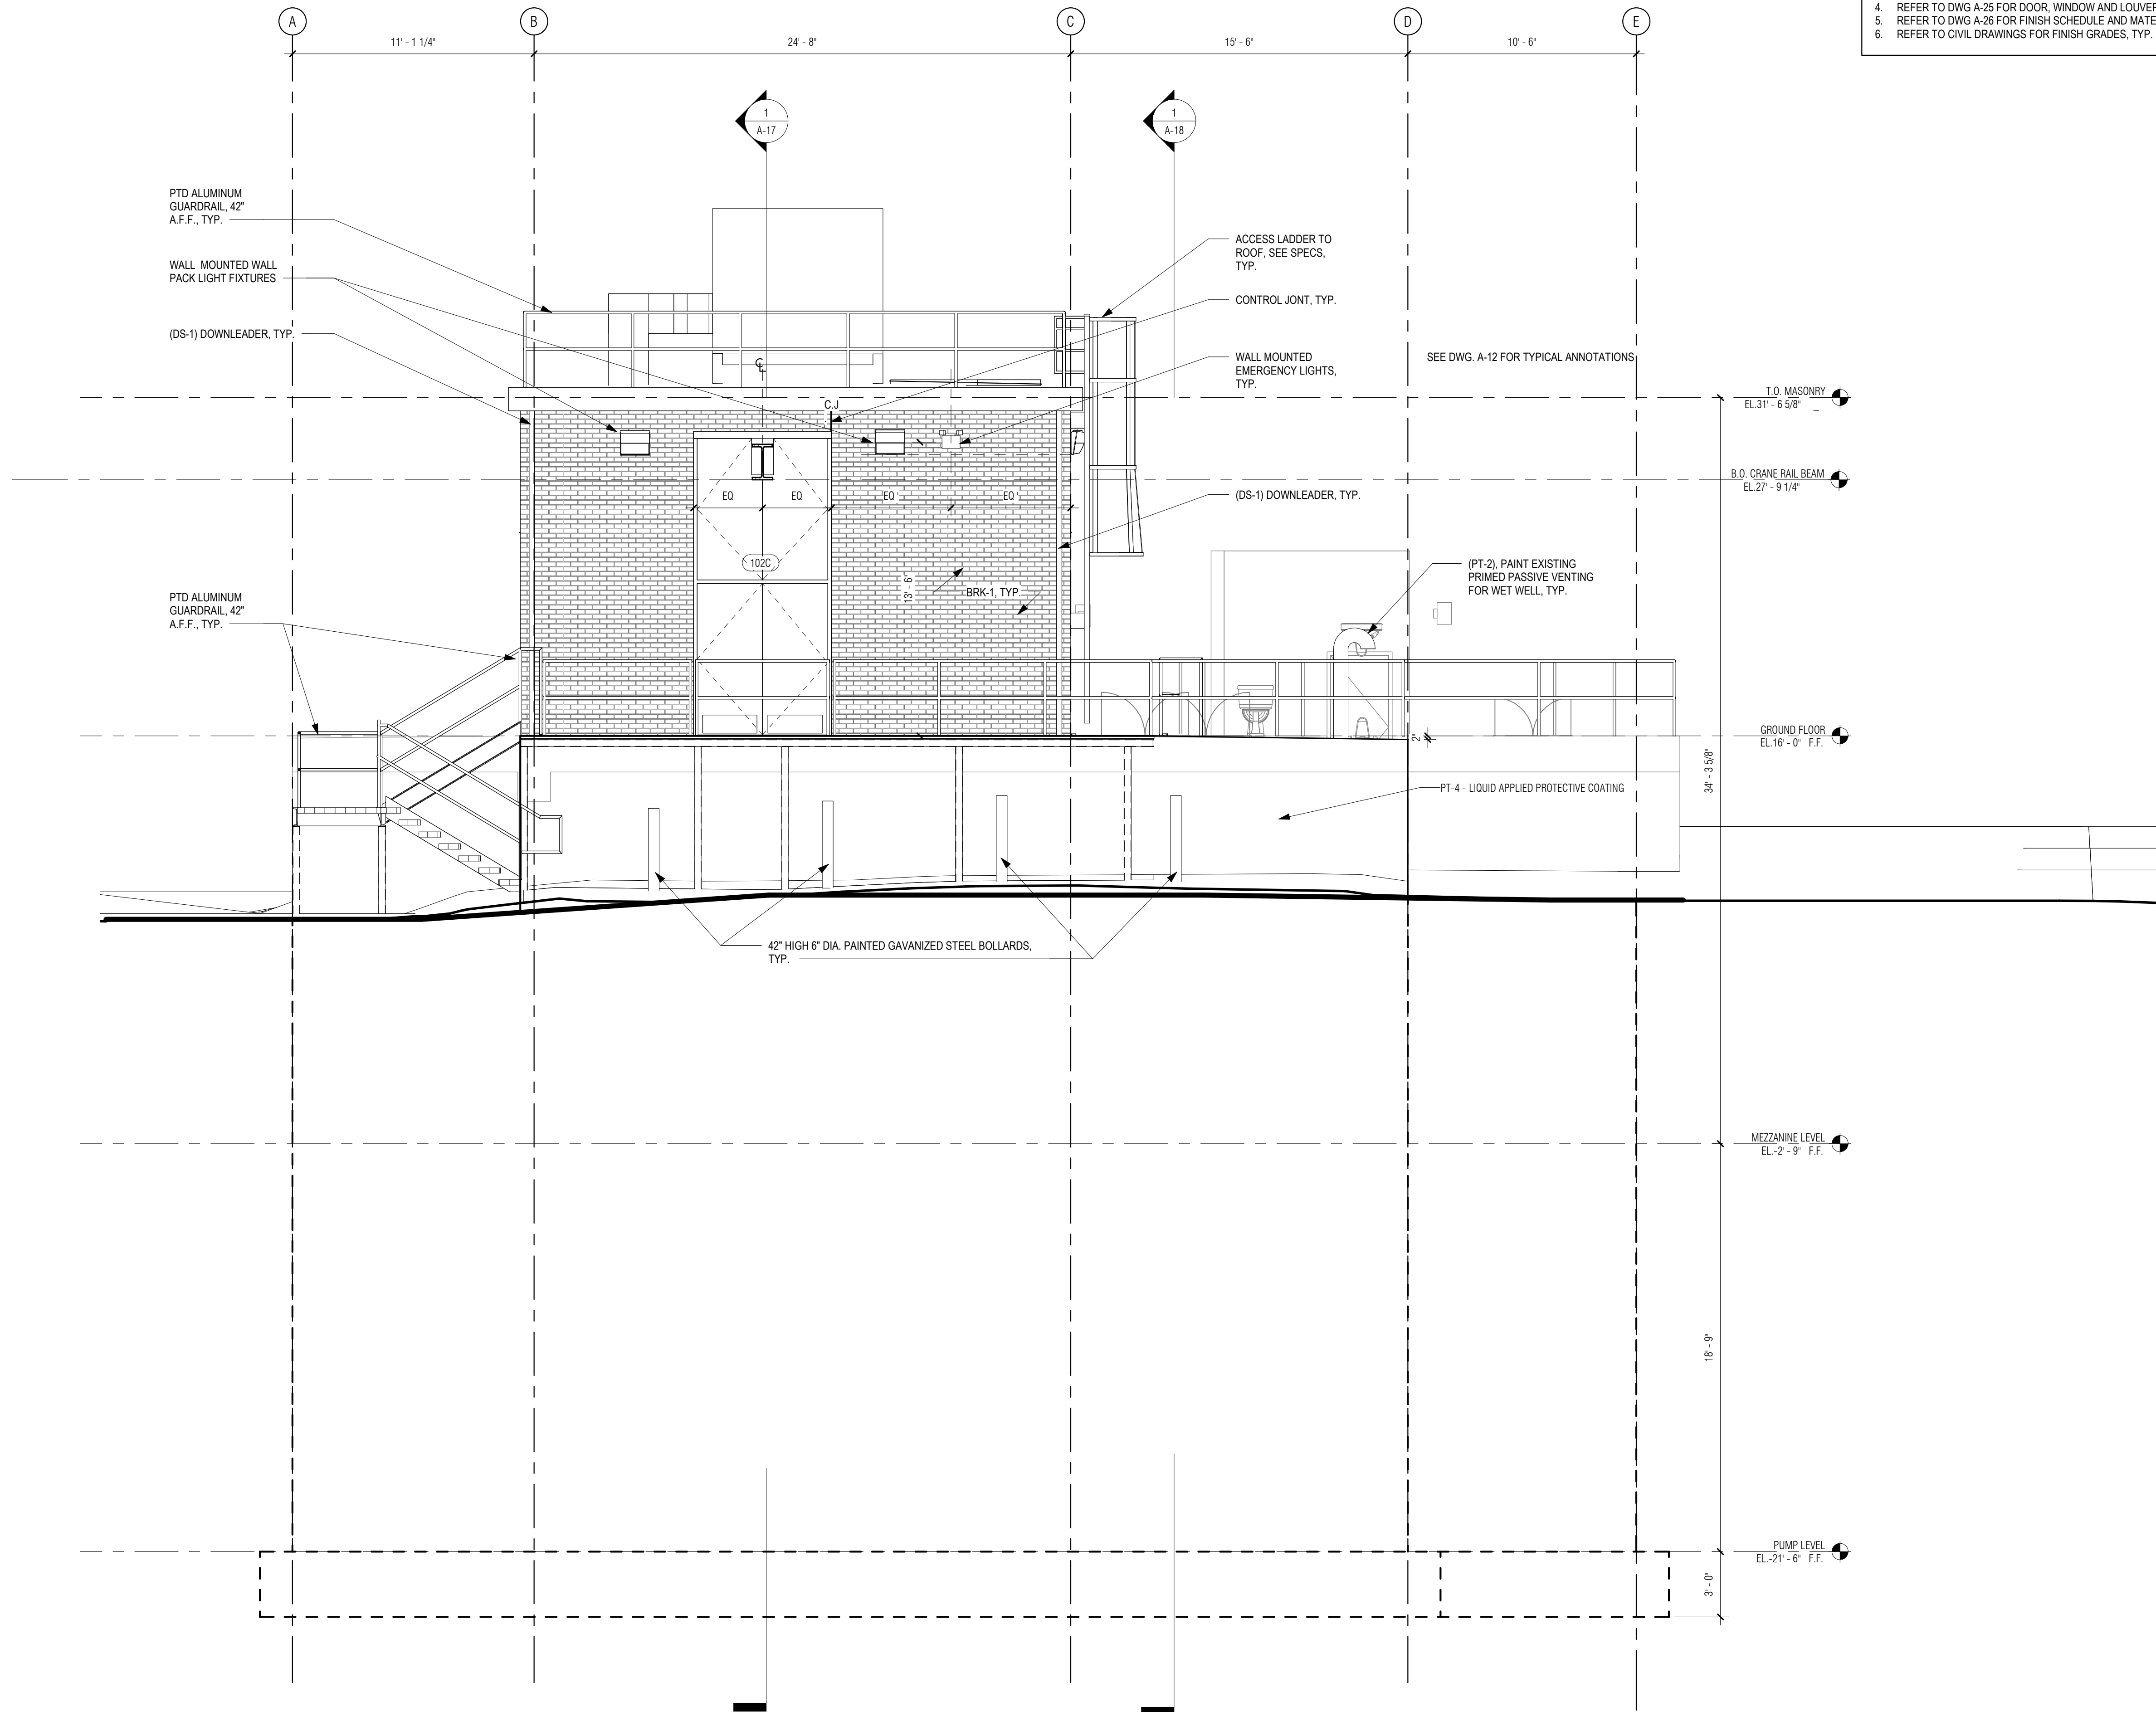 A
B
C
D
E
4. REFER TO DWG A-25 FOR DOOR, WINDOW AND LOUVER
5. REFER TO DWG A-26 FOR FINISH SCHEDULE AND MATE
6. REFER TO CIVIL DRAWINGS FOR FINISH GRADES, TYP.
11' - 1 1/4"
24' - 8"
15' - 6"
10' - 6"
1
A-17
1
A-18
PTD ALUMINUM
GUARDRAIL, 42"
A.F.F., TYP.
WALL MOUNTED WALL
PACK LIGHT FIXTURES
(DS-1) DOWNLEADER, TYP.
ACCESS LADDER TO
ROOF, SEE SPECS,
TYP.
CONTROL JONT, TYP.
WALL MOUNTED
EMERGENCY LIGHTS,
TYP.
SEE DWG. A-12 FOR TYPICAL ANNOTATIONS
C.J
T.O. MASONRY
EL.31' - 6 5/8"
B.O. CRANE RAIL BEAM
EL.27' - 9 1/4"
EQ
EQ
EQ
EQ
(DS-1) DOWNLEADER, TYP.
102C
13' - 6"
BRK-1, TYP.
(PT-2), PAINT EXISTING
PRIMED PASSIVE VENTING
FOR WET WELL, TYP.
PTD ALUMINUM
GUARDRAIL, 42"
A.F.F., TYP.
GROUND FLOOR
EL.16' - 0" F.F.
2"
34' - 3 5/8"
PT-4 - LIQUID APPLIED PROTECTIVE COATING
42" HIGH 6" DIA. PAINTED GAVANIZED STEEL BOLLARDS,
TYP.
MEZZANINE LEVEL
EL.-2' - 9" F.F.
18' - 9"
PUMP LEVEL
EL.-21' - 6" F.F.
3' - 0"